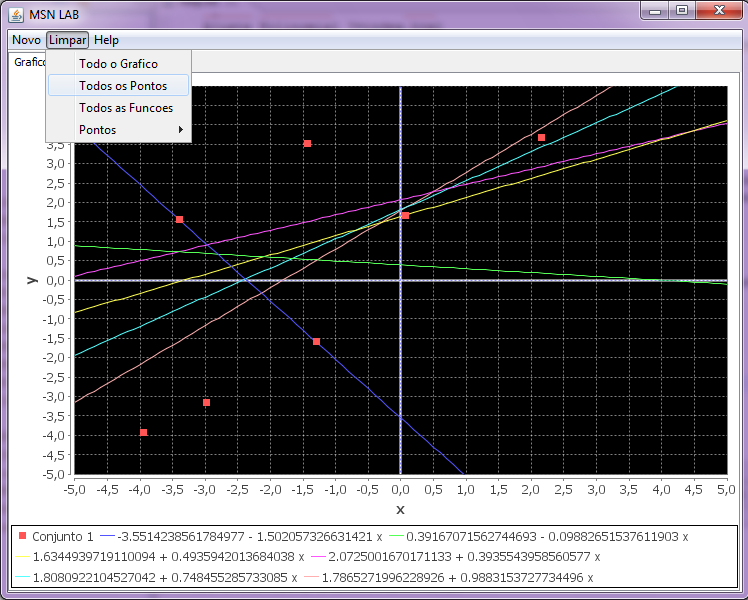 MSN LAB
Novo Limpar Help
Grafico
Todo o Grafico
Todos os Pontos
Todos as Funcoes
Pontos
3,5
3,0
2,5
2,0
1,5
1,0
0,5
0,0
-0,5
-1,0
-1,5
-2,0
-2,5
-3,0
-3,5
-4,0
-4,5
-5,0
y
-5,0 -4,5 -4,0 -3,5 -3,0 -2,5 -2,0 -1,5 -1,0 -0,5 0,0 0,5 1,0 1,5 2,0 2,5 3,0 3,5 4,0 4,5 5,0
x
Conjunto 1 -3.5514238561784977 - 1.502057326631421 x 0.39167071562744693 - 0.09882651537611903 x
1.6344939719110094 + 0.4935942013684038 x 2.0725001670171133 + 0.3935543958560577 x
1.8080922104527042 + 0.748455285733085 x 1.7865271996228926 + 0.9883153727734496 x